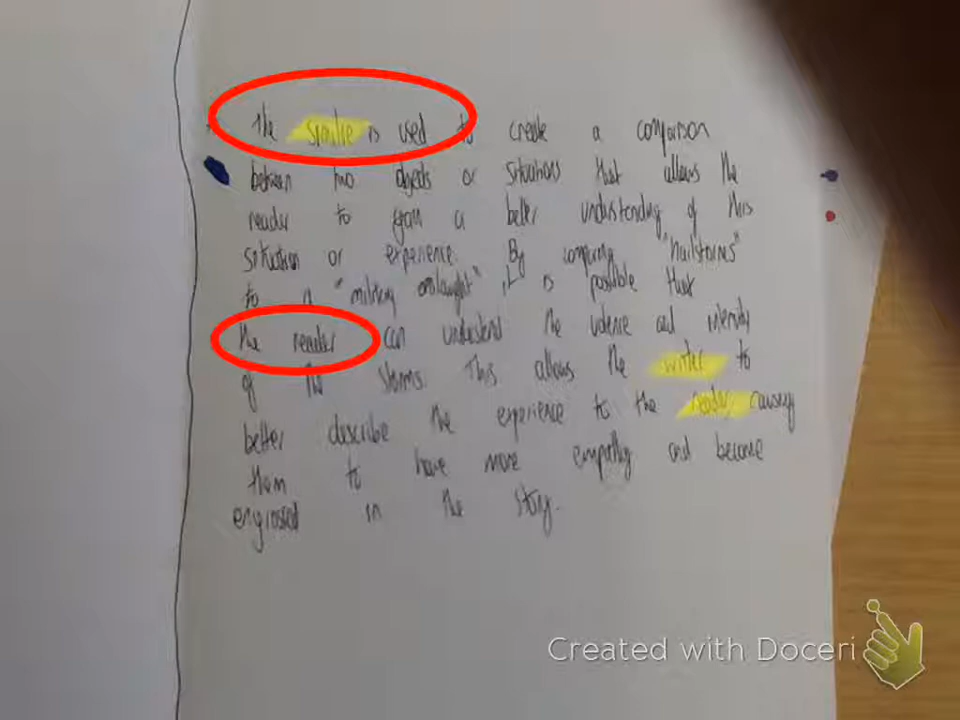 The simile is used to create a comparison
between two objects or situations that allows the
reader to gain a better understanding of this
situation or experience. By comparing "hailstorms"
to a "military onslaught", it is possible that
the reader can understand the violence and intensity
of the storms. This allows the writer to
better describe the experience to the reader, causing
them to have more empathy and become
engrossed in the story.
Created with Doceri